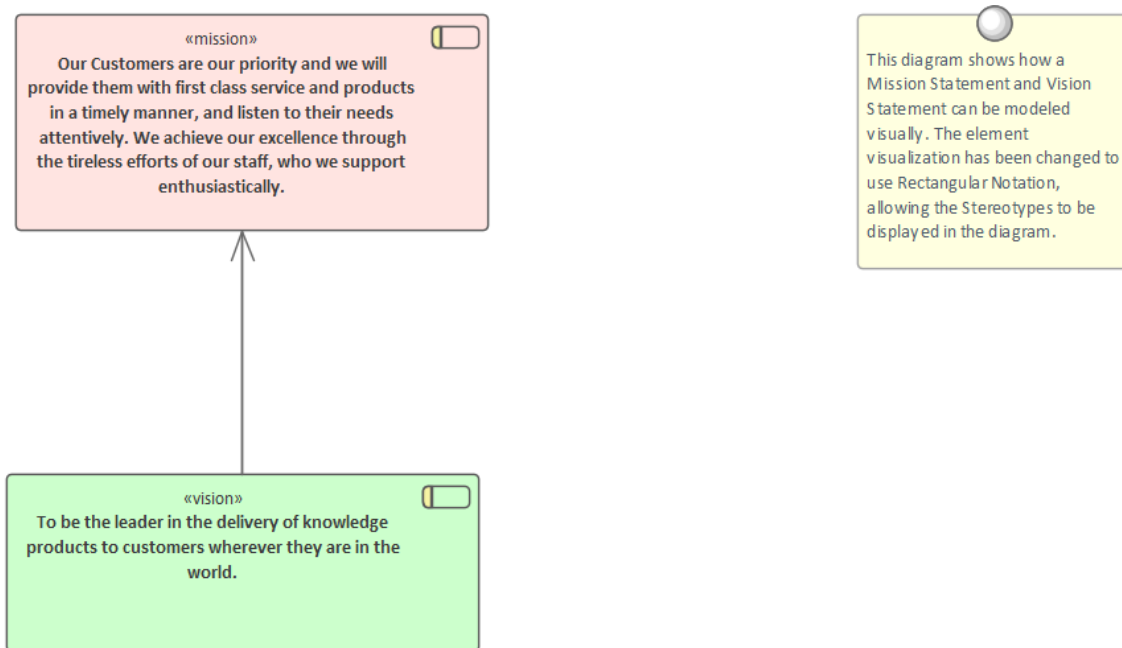 «mission»
Our Customers are our priority and we will
provide them with first class service and products
in a timely manner, and listen to their needs
attentively. We achieve our excellence through
the tireless efforts of our staff, who we support
enthusiastically.
This diagram shows how a
Mission Statement and Vision
Statement can be modeled
visually. The element
visualization has been changed to
use Rectangular Notation,
allowing the Stereotypes to be
displayed in the diagram.
«vision»
To be the leader in the delivery of knowledge
products to customers wherever they are in the
world.